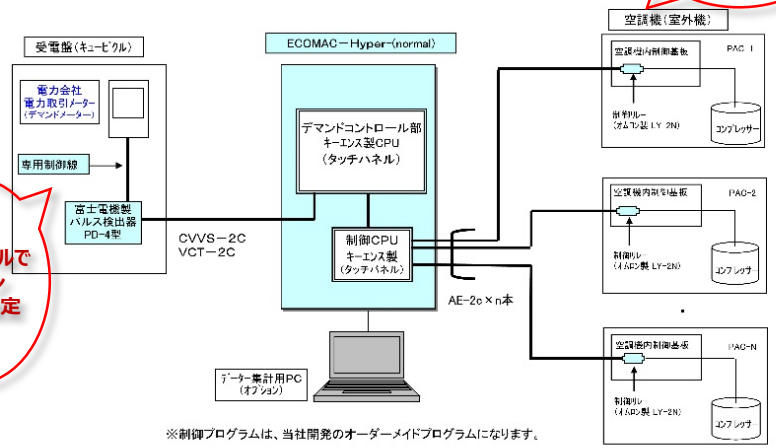 空調機(室外機)
受電盤(キュービクル)
ECOMAC－Hyper-(normal)
電力会社
電力取引メーター
(デマンドメーター)
専用制御線
富士電機製
パルス検出器
PD-4型
ルで
ン
定
CVVS－2C
VCT－2C
デマンドコントロール部
キーエンス製CPU
(タッチパネル)
制御CPU
キーエンス製
(タッチパネル)
AE-2c×n本
データー集計用PC
(オプション)
空調機内制御基板
PAC-1
制御リレー
(オムロン製 LY-2N)
コンプレッサー
空調機内制御基板
PAC-2
制御リレー
(オムロン製 LY-2N)
コンプレッサー
空調機内制御基板
PAC-N
制御リレー
(オムロン製 LY-2N)
コンプレッサー
※制御プログラムは、当社開発のオーダーメイドプログラムになります。